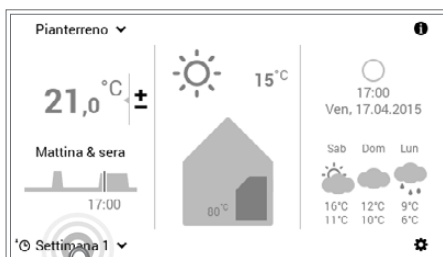 Pianterreno
21,0 °C ±
Mattina & sera
17:00
Settimana 1
15°C
80°C
17:00
Ven, 17.04.2015
Sab Dom Lun
16°C 12°C 9°C
11°C 10°C 6°C